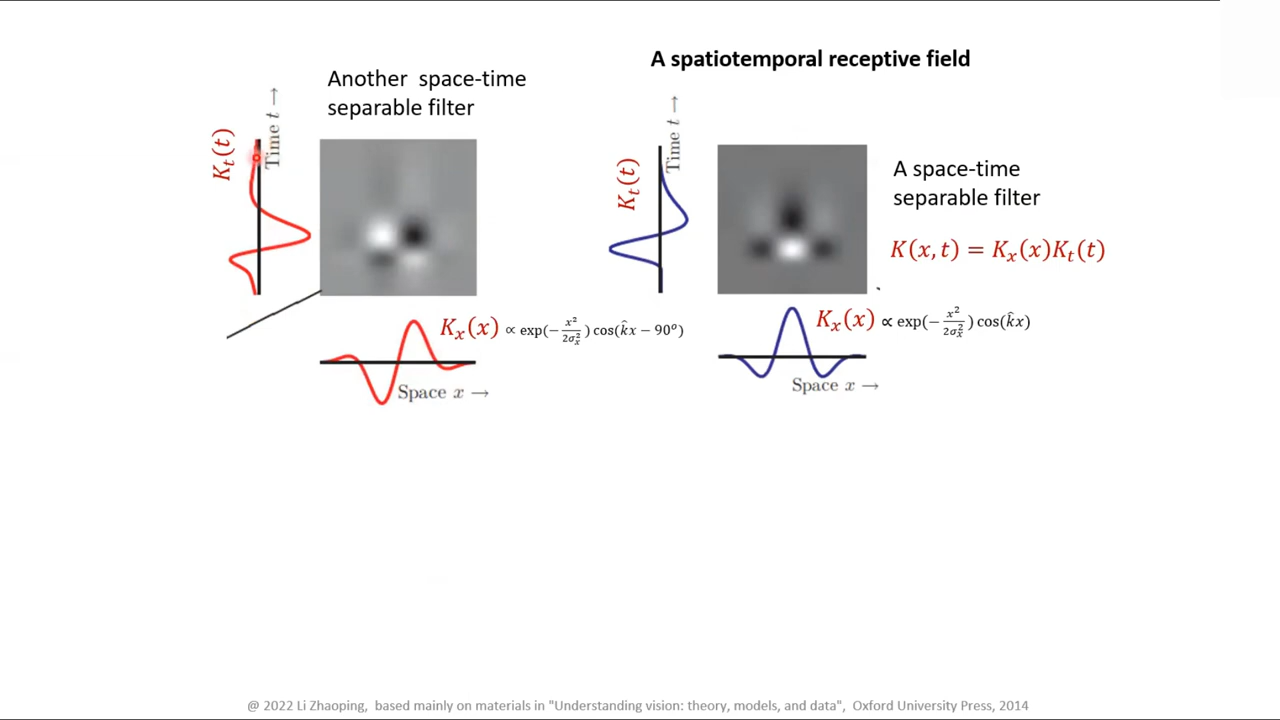 A spatiotemporal receptive field
Another space-time
separable filter
K_t(t)
Time t →
K_x(x) ∝ exp(−x²/2σ_x²) cos(k̂x − 90°)
Space x →
K_t(t)
Time t →
A space-time
separable filter
K(x, t) = K_x(x)K_t(t)
K_x(x) ∝ exp(−x²/2σ_x²) cos(k̂x)
Space x →
@ 2022 Li Zhaoping, based mainly on materials in "Understanding vision: theory, models, and data", Oxford University Press, 2014